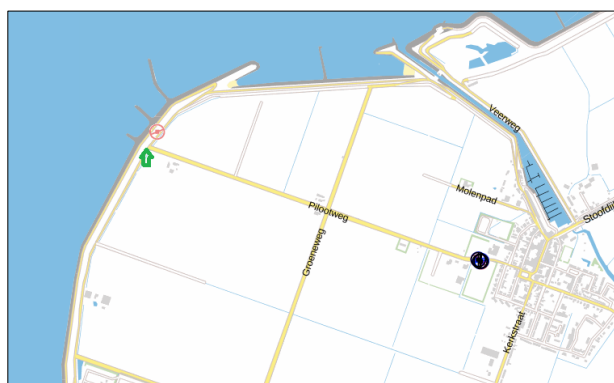 Veerweg
Molenpad
Stoofdij
Pilootweg
Groeneweg
Kerkstraat